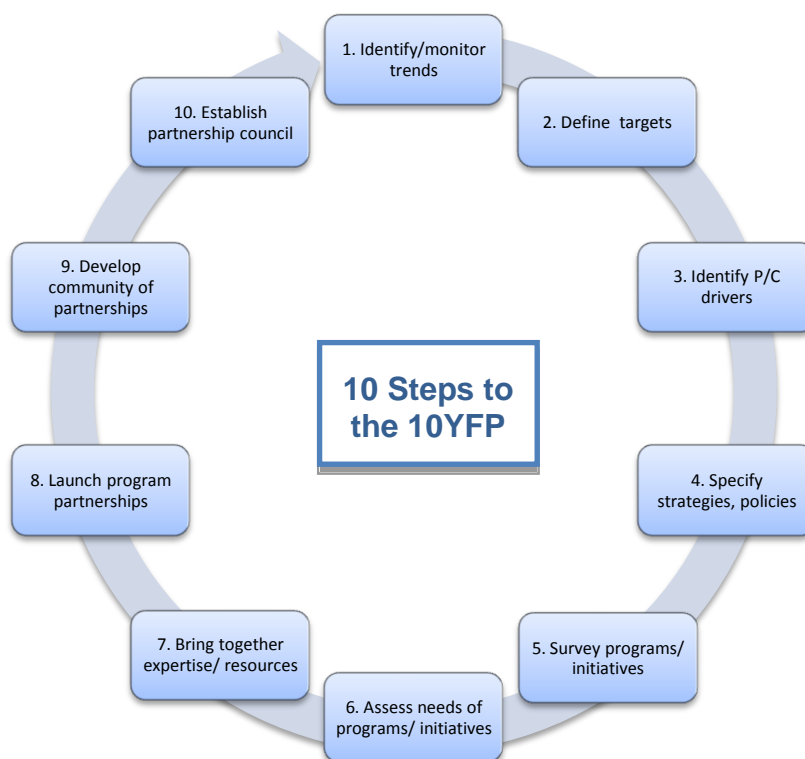 1. Identify/monitor
trends
2. Define targets
3. Identify P/C
drivers
4. Specify
strategies, policies
5. Survey programs/
initiatives
6. Assess needs of
programs/ initiatives
7. Bring together
expertise/ resources
8. Launch program
partnerships
9. Develop
community of
partnerships
10. Establish
partnership council
10 Steps to
the 10YFP